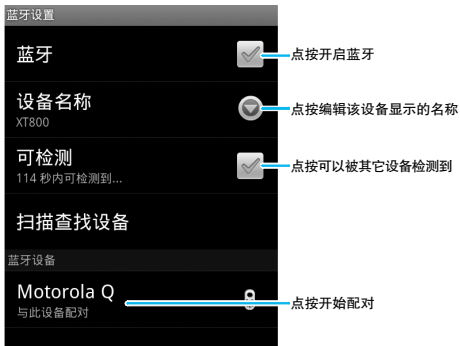 蓝牙设置
蓝牙
点按开启蓝牙
设备名称
XT800
点按编辑该设备显示的名称
可检测
114 秒内可检测到...
点按可以被其它设备检测到
扫描查找设备
蓝牙设备
Motorola Q
与此设备配对
点按开始配对